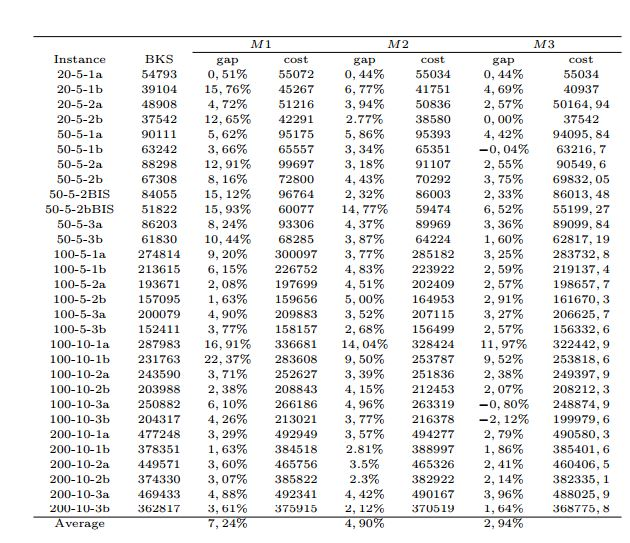 M1 M2 M3
Instance BKS gap cost gap cost gap cost
20-5-1a 54793 0,51% 55072 0,44% 55034 0,44% 55034
20-5-1b 39104 15,76% 45267 6,77% 41751 4,69% 40937
20-5-2a 48908 4,72% 51216 3,94% 50836 2,57% 50164,94
20-5-2b 37542 12,65% 42291 2.77% 38580 0,00% 37542
50-5-1a 90111 5,62% 95175 5,86% 95393 4,42% 94095,84
50-5-1b 63242 3,66% 65557 3,34% 65351 −0,04% 63216,7
50-5-2a 88298 12,91% 99697 3,18% 91107 2,55% 90549,6
50-5-2b 67308 8,16% 72800 4,43% 70292 3,75% 69832,05
50-5-2BIS 84055 15,12% 96764 2,32% 86003 2,33% 86013,48
50-5-2bBIS 51822 15,93% 60077 14,77% 59474 6,52% 55199,27
50-5-3a 86203 8,24% 93306 4,37% 89969 3,36% 89099,84
50-5-3b 61830 10,44% 68285 3,87% 64224 1,60% 62817,19
100-5-1a 274814 9,20% 300097 3,77% 285182 3,25% 283732,8
100-5-1b 213615 6,15% 226752 4,83% 223922 2,59% 219137,4
100-5-2a 193671 2,08% 197699 4,51% 202409 2,57% 198657,7
100-5-2b 157095 1,63% 159656 5,00% 164953 2,91% 161670,3
100-5-3a 200079 4,90% 209883 3,52% 207115 3,27% 206625,7
100-5-3b 152411 3,77% 158157 2,68% 156499 2,57% 156332,6
100-10-1a 287983 16,91% 336681 14,04% 328424 11,97% 322442,9
100-10-1b 231763 22,37% 283608 9,50% 253787 9,52% 253818,6
100-10-2a 243590 3,71% 252627 3,39% 251836 2,38% 249397,9
100-10-2b 203988 2,38% 208843 4,15% 212453 2,07% 208212,3
100-10-3a 250882 6,10% 266186 4,96% 263319 −0,80% 248874,9
100-10-3b 204317 4,26% 213021 3,77% 216378 −2,12% 199979,6
200-10-1a 477248 3,29% 492949 3,57% 494277 2,79% 490580,3
200-10-1b 378351 1,63% 384518 2.81% 388997 1,86% 385401,6
200-10-2a 449571 3,60% 465756 3.5% 465326 2,41% 460406,5
200-10-2b 374330 3,07% 385822 2.3% 382922 2,14% 382335,1
200-10-3a 469433 4,88% 492341 4,42% 490167 3,96% 488025,9
200-10-3b 362817 3,61% 375915 2,12% 370519 1,64% 368775,8
Average 7,24% 4,90% 2,94%